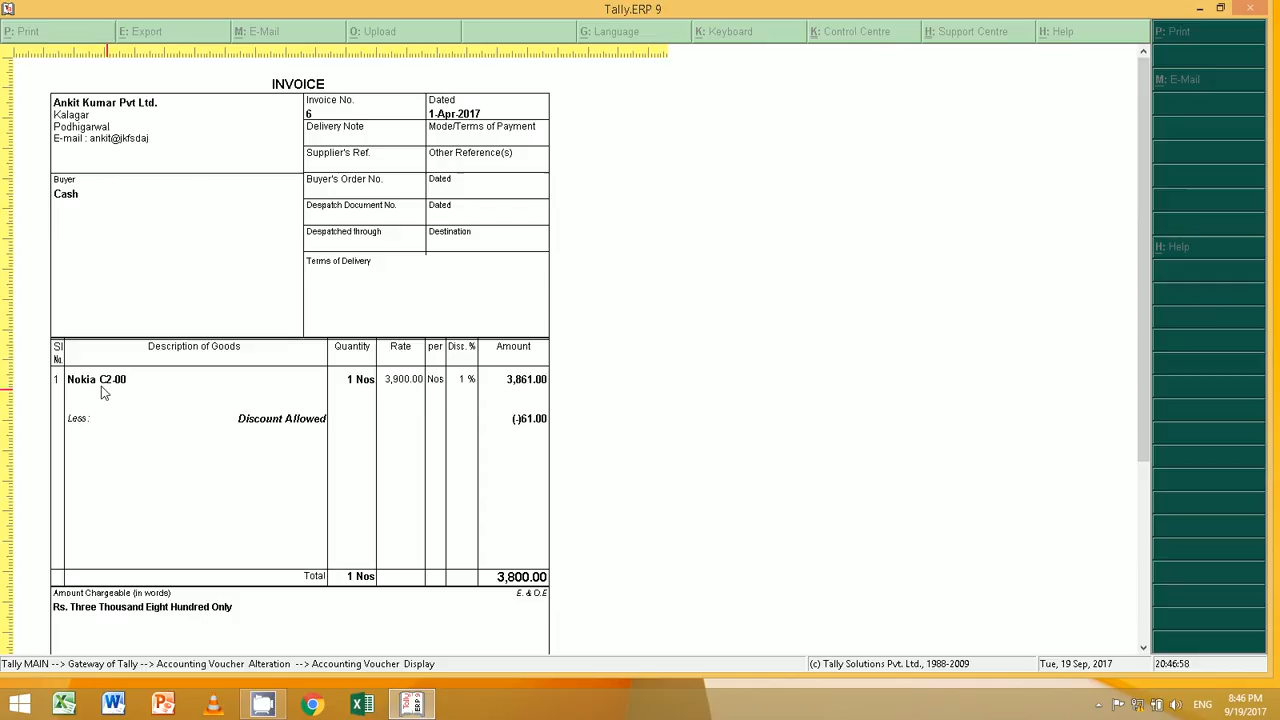 Tally.ERP 9
P: Print
E: Export
M: E-Mail
O: Upload
G: Language
K: Keyboard
K: Control Centre
H: Support Centre
H: Help
P: Print
M: E-Mail
H: Help
INVOICE
Ankit Kumar Pvt Ltd.
Kalagar
Podhigarwal
E-mail : ankit@jkfsdaj
Invoice No.
6
Dated
1-Apr-2017
Delivery Note
Mode/Terms of Payment
Supplier's Ref.
Other Reference(s)
Buyer
Cash
Buyer's Order No.
Dated
Despatch Document No.
Dated
Despatched through
Destination
Terms of Delivery
Sl No.
Description of Goods
Quantity
Rate
per
Disc. %
Amount
1 Nokia C2-00 1 Nos 3,900.00 Nos 1 % 3,861.00
Less: Discount Allowed (-)61.00
Total 1 Nos 3,800.00
Amount Chargeable (in words) E. & O.E
Rs. Three Thousand Eight Hundred Only
Tally MAIN --> Gateway of Tally --> Accounting Voucher Alteration --> Accounting Voucher Display
(c) Tally Solutions Pvt. Ltd., 1988-2009
Tue, 19 Sep, 2017
20:46:58
Tally ERP 9
ENG
8:46 PM
9/19/2017